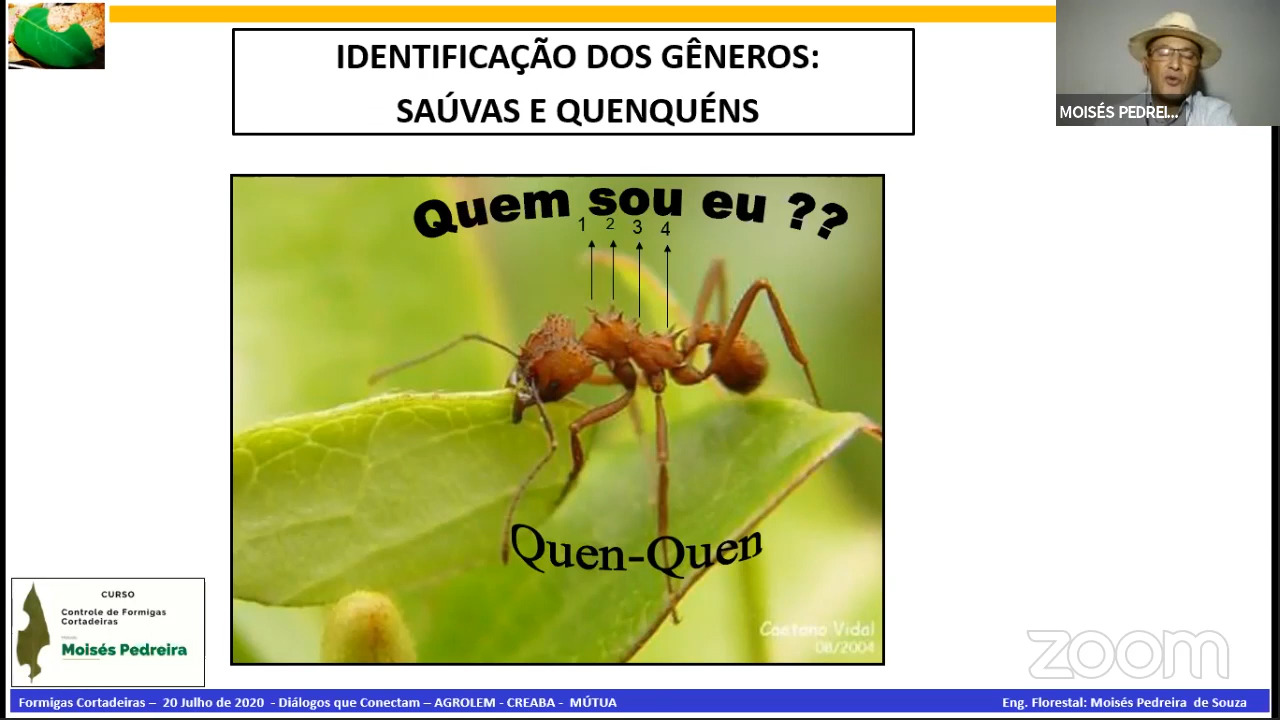 IDENTIFICAÇÃO DOS GÊNEROS:
SAÚVAS E QUENQUÉNS
MOISÉS PEDREI...
Quem sou eu ??
1 2 3 4
Quen-Quen
Caetano Vidal
08/2004
CURSO
Controle de Formigas
Cortadeiras
Moisés Pedreira
zoom
Formigas Cortadeiras – 20 Julho de 2020 - Diálogos que Conectam – AGROLEM - CREABA - MÚTUA
Eng. Florestal: Moisés Pedreira de Souza